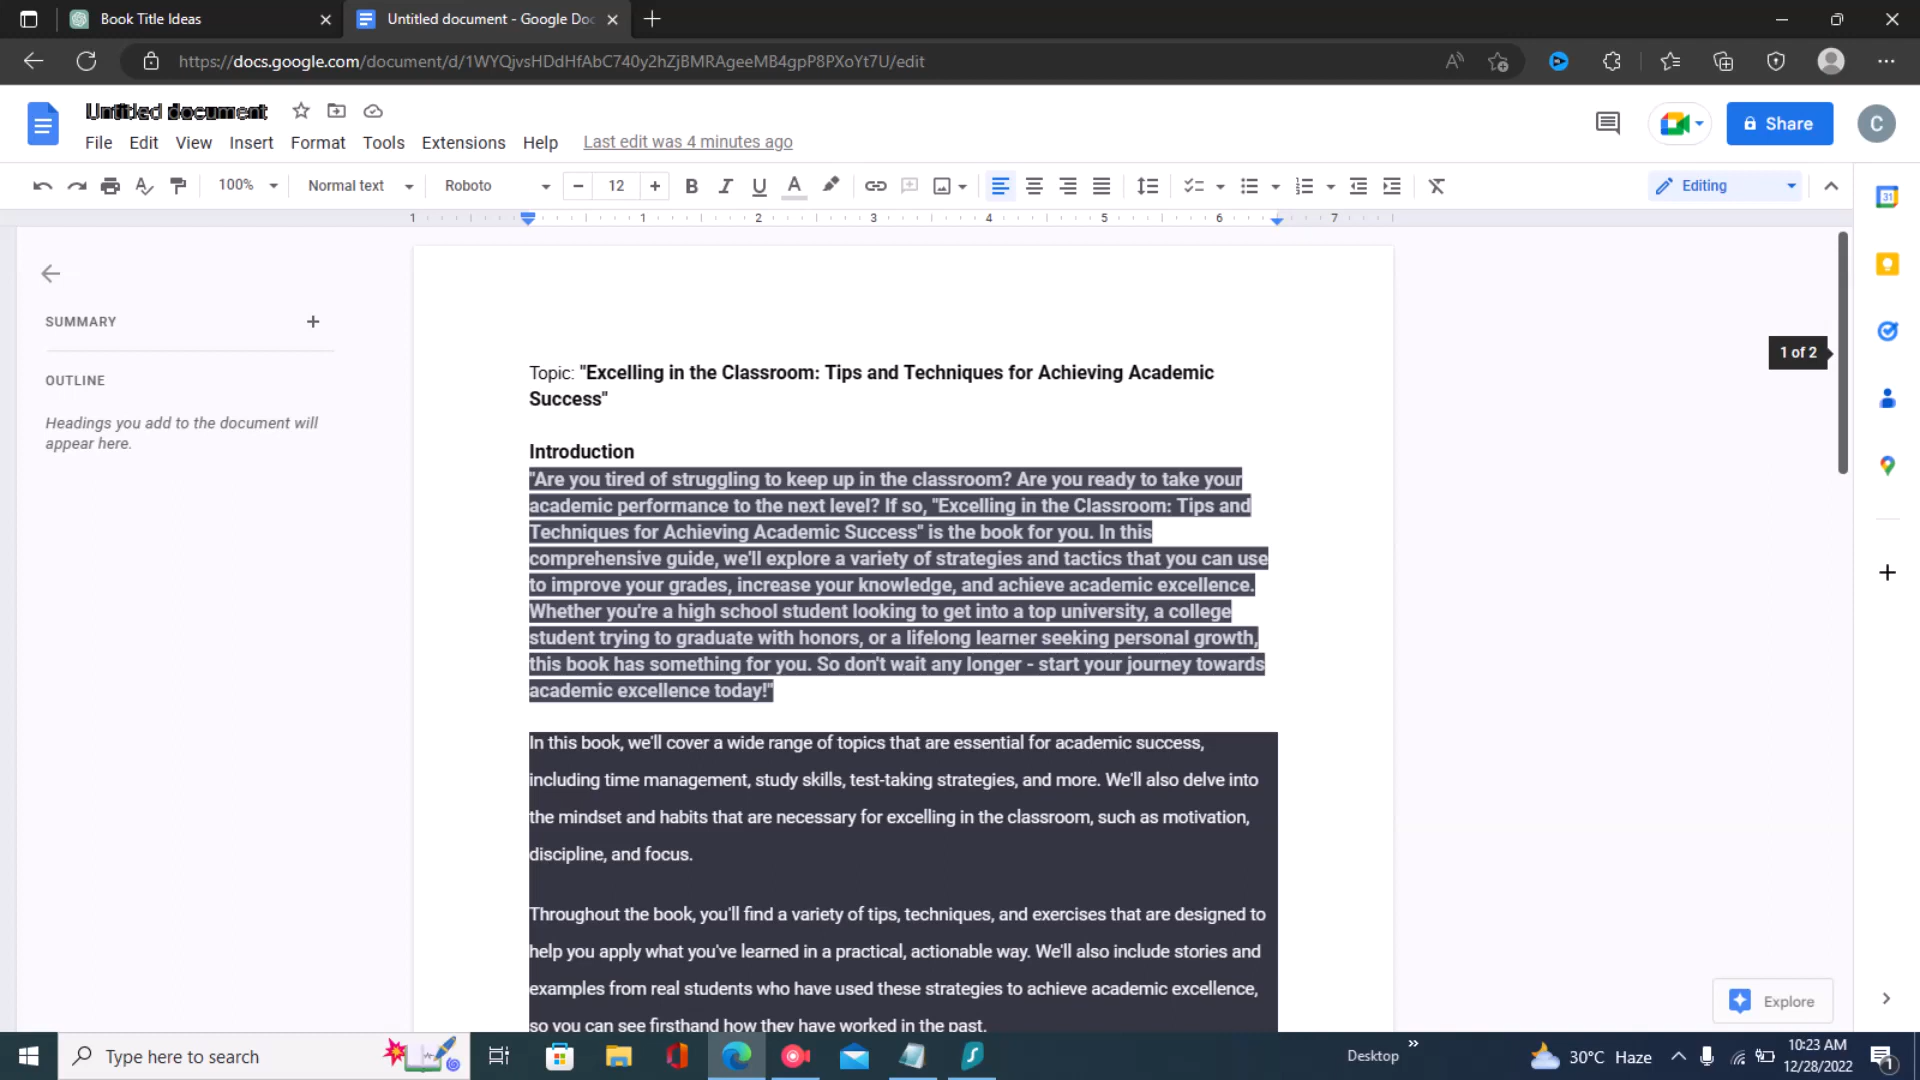 Book Title Ideas
Untitled document - Google Doc
https://docs.google.com/document/d/1WYQjvsHDdHfAbC740y2hZjBMRAgeeMB4gpP8PXoYt7U/edit
Untitled document
File Edit View Insert Format Tools Extensions Help Last edit was 4 minutes ago
Share
C
100% Normal text Roboto 12 B I U A Editing
31
1 1 2 3 4 5 6 7
SUMMARY
OUTLINE
Headings you add to the document will
appear here.
1 of 2
Topic: "Excelling in the Classroom: Tips and Techniques for Achieving Academic
Success"
Introduction
"Are you tired of struggling to keep up in the classroom? Are you ready to take your
academic performance to the next level? If so, "Excelling in the Classroom: Tips and
Techniques for Achieving Academic Success" is the book for you. In this
comprehensive guide, we'll explore a variety of strategies and tactics that you can use
to improve your grades, increase your knowledge, and achieve academic excellence.
Whether you're a high school student looking to get into a top university, a college
student trying to graduate with honors, or a lifelong learner seeking personal growth,
this book has something for you. So don't wait any longer - start your journey towards
academic excellence today!"
In this book, we'll cover a wide range of topics that are essential for academic success,
including time management, study skills, test-taking strategies, and more. We'll also delve into
the mindset and habits that are necessary for excelling in the classroom, such as motivation,
discipline, and focus.
Throughout the book, you'll find a variety of tips, techniques, and exercises that are designed to
help you apply what you've learned in a practical, actionable way. We'll also include stories and
examples from real students who have used these strategies to achieve academic excellence,
so you can see firsthand how they have worked in the past.
Explore
Type here to search
Desktop
30°C Haze
10:23 AM
12/28/2022
1